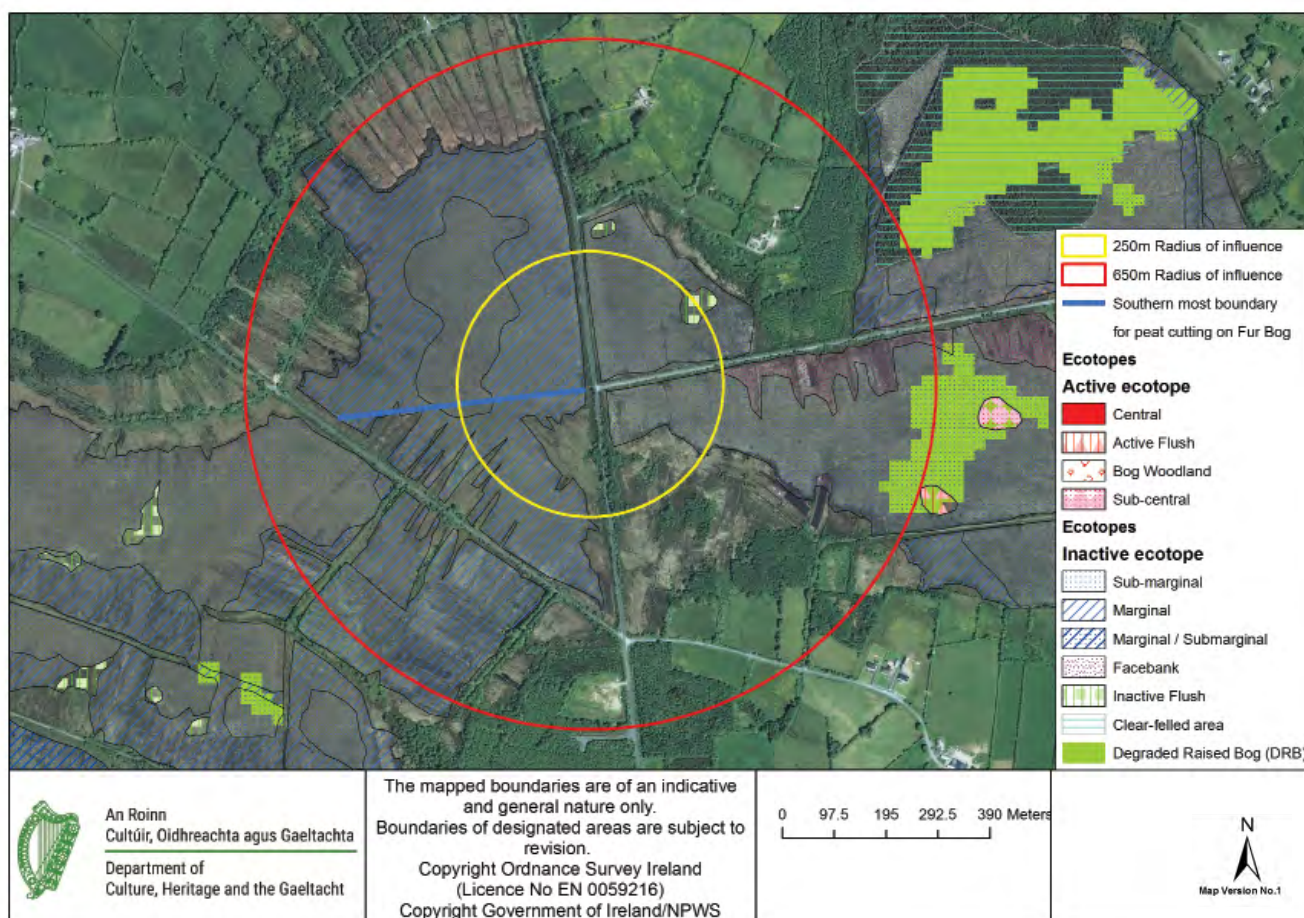 250m Radius of influence
650m Radius of influence
Southern most boundary
for peat cutting on Fur Bog
Ecotopes
Active ecotope
Central
Active Flush
Bog Woodland
Sub-central
Ecotopes
Inactive ecotope
Sub-marginal
Marginal
Marginal / Submarginal
Facebank
Inactive Flush
Clear-felled area
Degraded Raised Bog (DRB)
An Roinn
Cultúir, Oidhreachta agus Gaeltachta
Department of
Culture, Heritage and the Gaeltacht
The mapped boundaries are of an indicative
and general nature only.
Boundaries of designated areas are subject to
revision.
Copyright Ordnance Survey Ireland
(Licence No EN 0059216)
Copyright Government of Ireland/NPWS
0 97.5 195 292.5 390 Meters
N
Map Version No.1